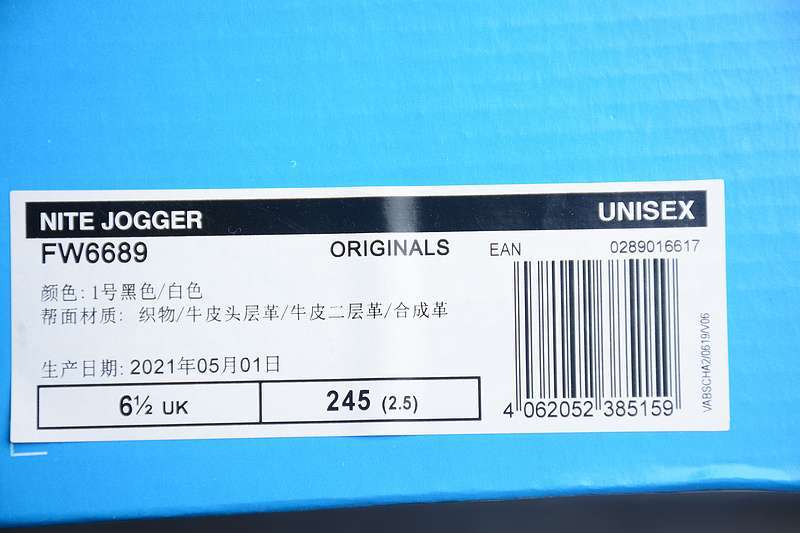 NITE JOGGER UNISEX
FW6689 ORIGINALS EAN 0289016617
颜色: 1号黑色/白色
帮面材质: 织物/牛皮头层革/牛皮二层革/合成革
生产日期: 2021年05月01日
6½ UK 245 (2.5)
4 062052 385159
VABSCHA2/0619/V06